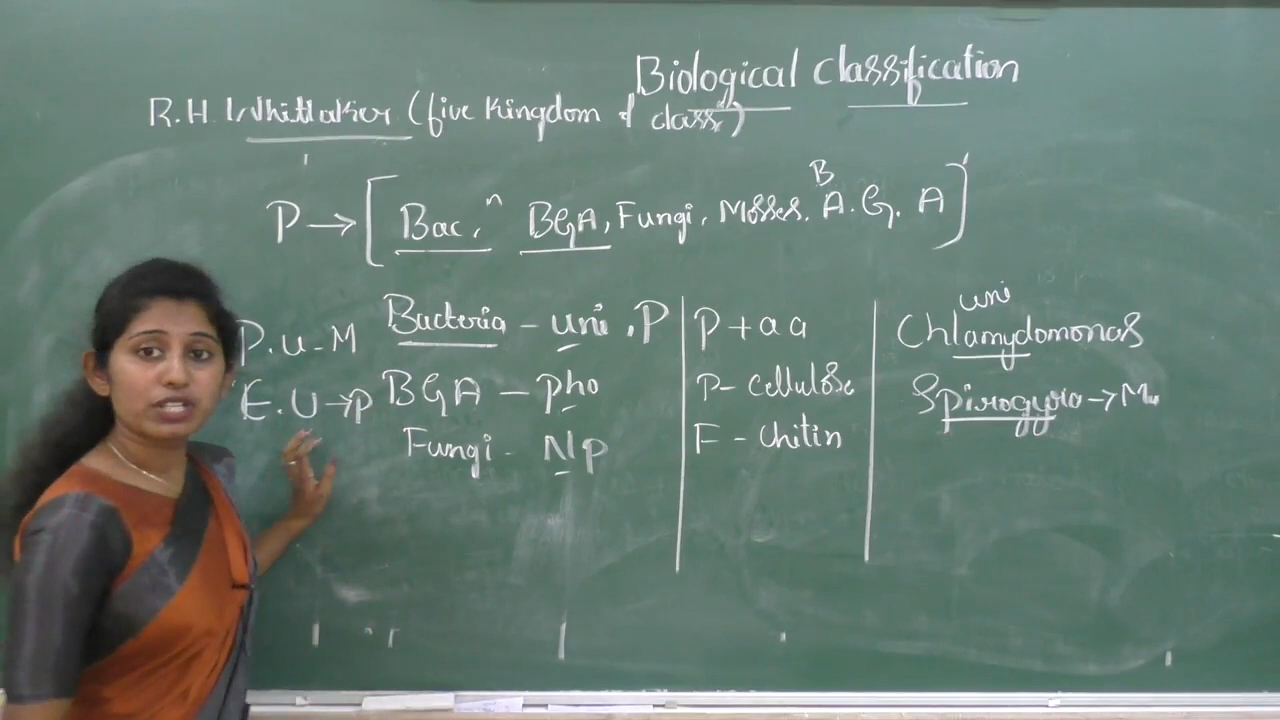 Biological classification
R.H. Whittaker (five Kingdom of class)
P → [ Bac, n BGA, Fungi, Mosses. A. G. A ]
B
P.U-M Bacteria - uni, P
E.U → P BGA - pho
Fungi - Np
P + a a
P - cellulose
F - chitin
uni
Chlamydomonas
Spirogyra → M